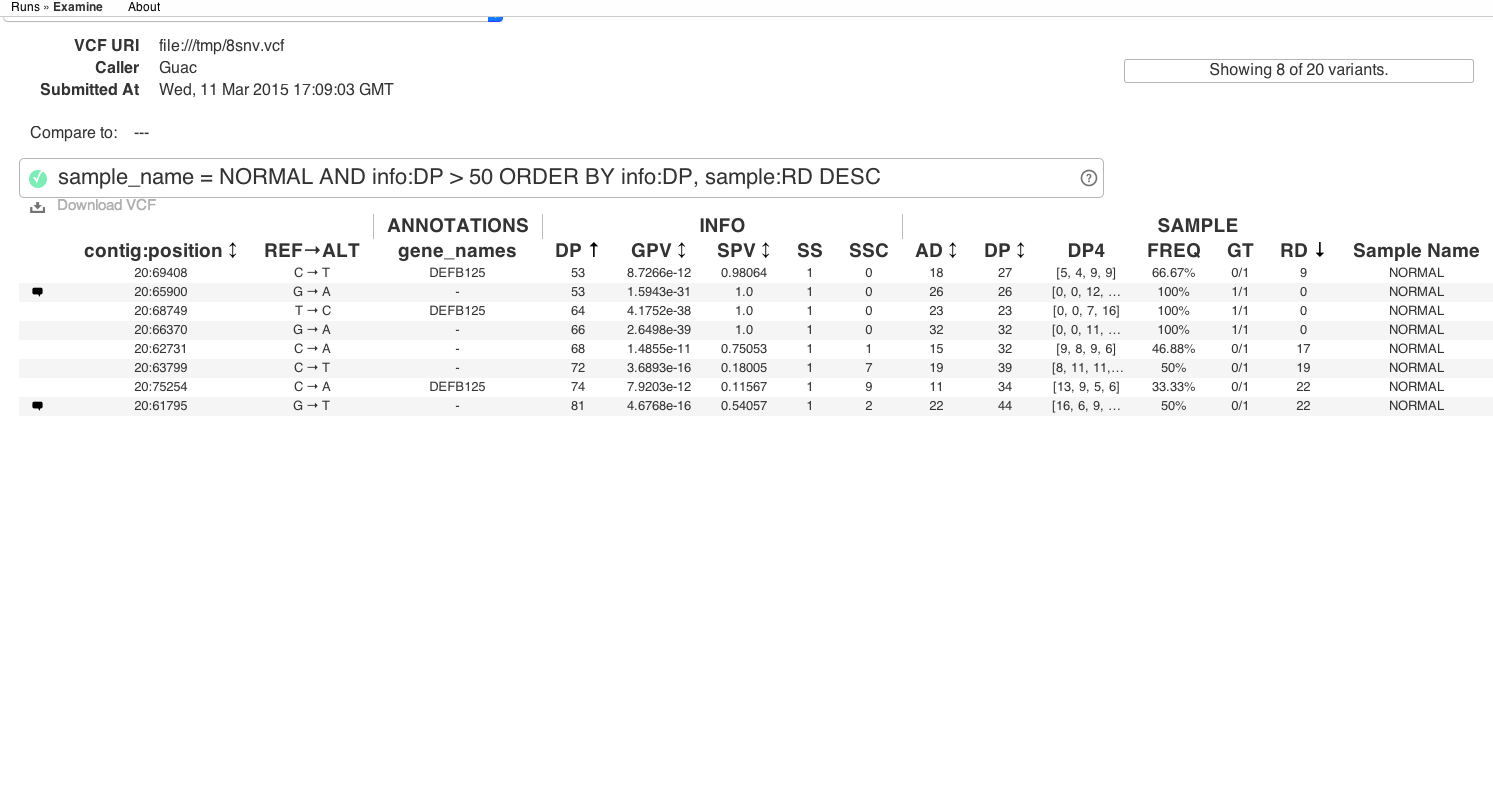 Runs » Examine About
VCF URI file:///tmp/8snv.vcf
Caller Guac
Submitted At Wed, 11 Mar 2015 17:09:03 GMT
Showing 8 of 20 variants.
Compare to: ---
sample_name = NORMAL AND info:DP > 50 ORDER BY info:DP, sample:RD DESC
Download VCF
ANNOTATIONS INFO SAMPLE
contig:position ↕ REF→ALT gene_names DP ↑ GPV ↕ SPV ↕ SS SSC AD ↕ DP ↕ DP4 FREQ GT RD ↓ Sample Name
20:69408 C → T DEFB125 53 8.7266e-12 0.98064 1 0 18 27 [5, 4, 9, 9] 66.67% 0/1 9 NORMAL
20:65900 G → A - 53 1.5943e-31 1.0 1 0 26 26 [0, 0, 12, … 100% 1/1 0 NORMAL
20:68749 T → C DEFB125 64 4.1752e-38 1.0 1 0 23 23 [0, 0, 7, 16] 100% 1/1 0 NORMAL
20:66370 G → A - 66 2.6498e-39 1.0 1 0 32 32 [0, 0, 11, … 100% 1/1 0 NORMAL
20:62731 C → A - 68 1.4855e-11 0.75053 1 1 15 32 [9, 8, 9, 6] 46.88% 0/1 17 NORMAL
20:63799 C → T - 72 3.6893e-16 0.18005 1 7 19 39 [8, 11, 11,… 50% 0/1 19 NORMAL
20:75254 C → A DEFB125 74 7.9203e-12 0.11567 1 9 11 34 [13, 9, 5, 6] 33.33% 0/1 22 NORMAL
20:61795 G → T - 81 4.6768e-16 0.54057 1 2 22 44 [16, 6, 9, … 50% 0/1 22 NORMAL